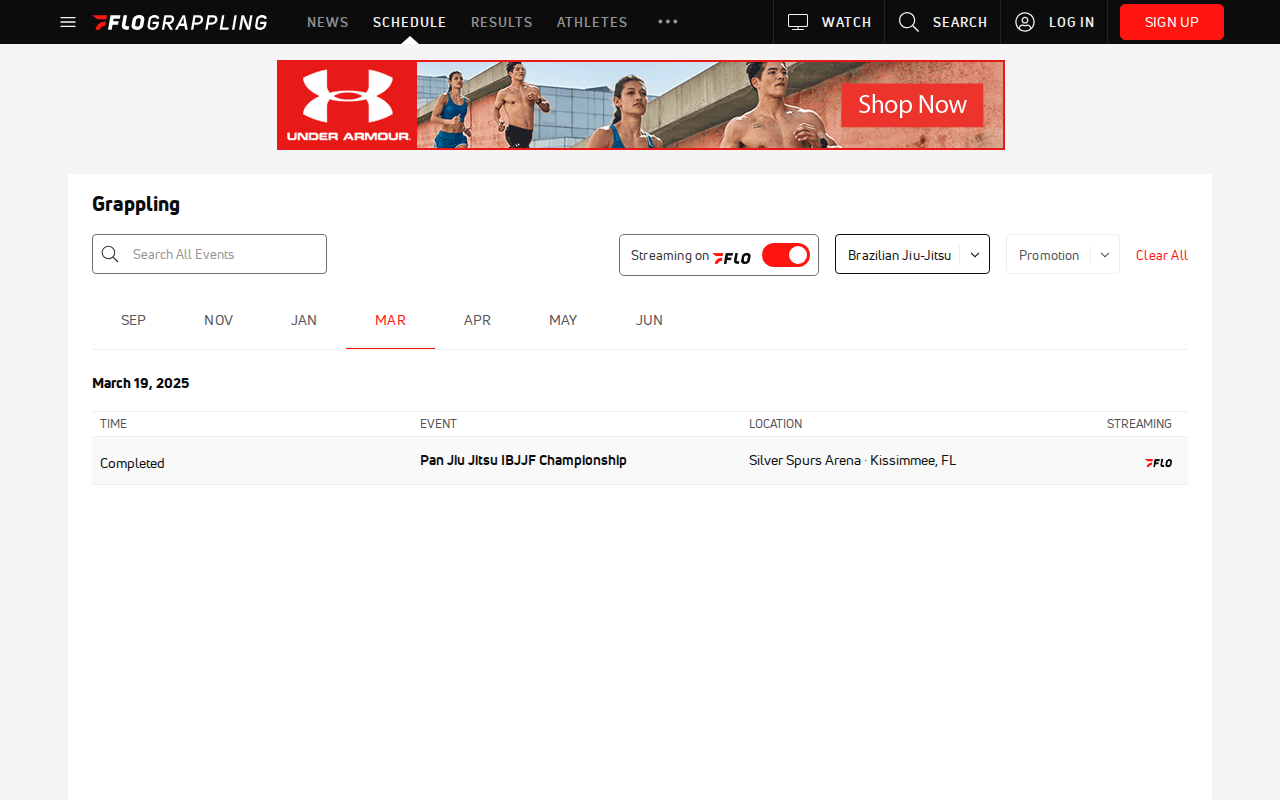 FLOGRAPPLING NEWS SCHEDULE RESULTS ATHLETES ••• WATCH SEARCH LOG IN SIGN UP
UNDER ARMOUR. Shop Now
Grappling
Search All Events Streaming on FLO Brazilian Jiu-Jitsu Promotion Clear All
SEP NOV JAN MAR APR MAY JUN
March 19, 2025
TIME EVENT LOCATION STREAMING
Completed Pan Jiu Jitsu IBJJF Championship Silver Spurs Arena · Kissimmee, FL FLO